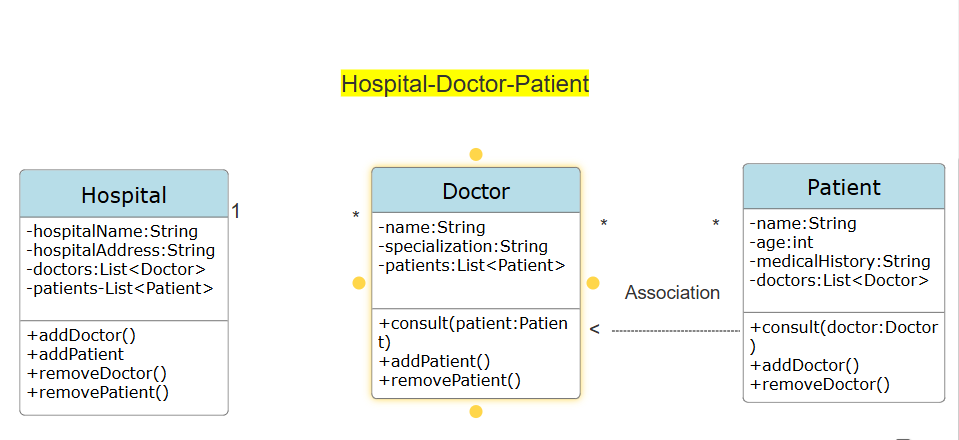 Hospital-Doctor-Patient
Hospital
-hospitalName:String
-hospitalAddress:String
-doctors:List<Doctor>
-patients-List<Patient>
+addDoctor()
+addPatient
+removeDoctor()
+removePatient()
1
*
Doctor
-name:String
-specialization:String
-patients:List<Patient>
+consult(patient:Patien
t)
+addPatient()
+removePatient()
*
*
Association
<
Patient
-name:String
-age:int
-medicalHistory:String
-doctors:List<Doctor>
+consult(doctor:Doctor
)
+addDoctor()
+removeDoctor()